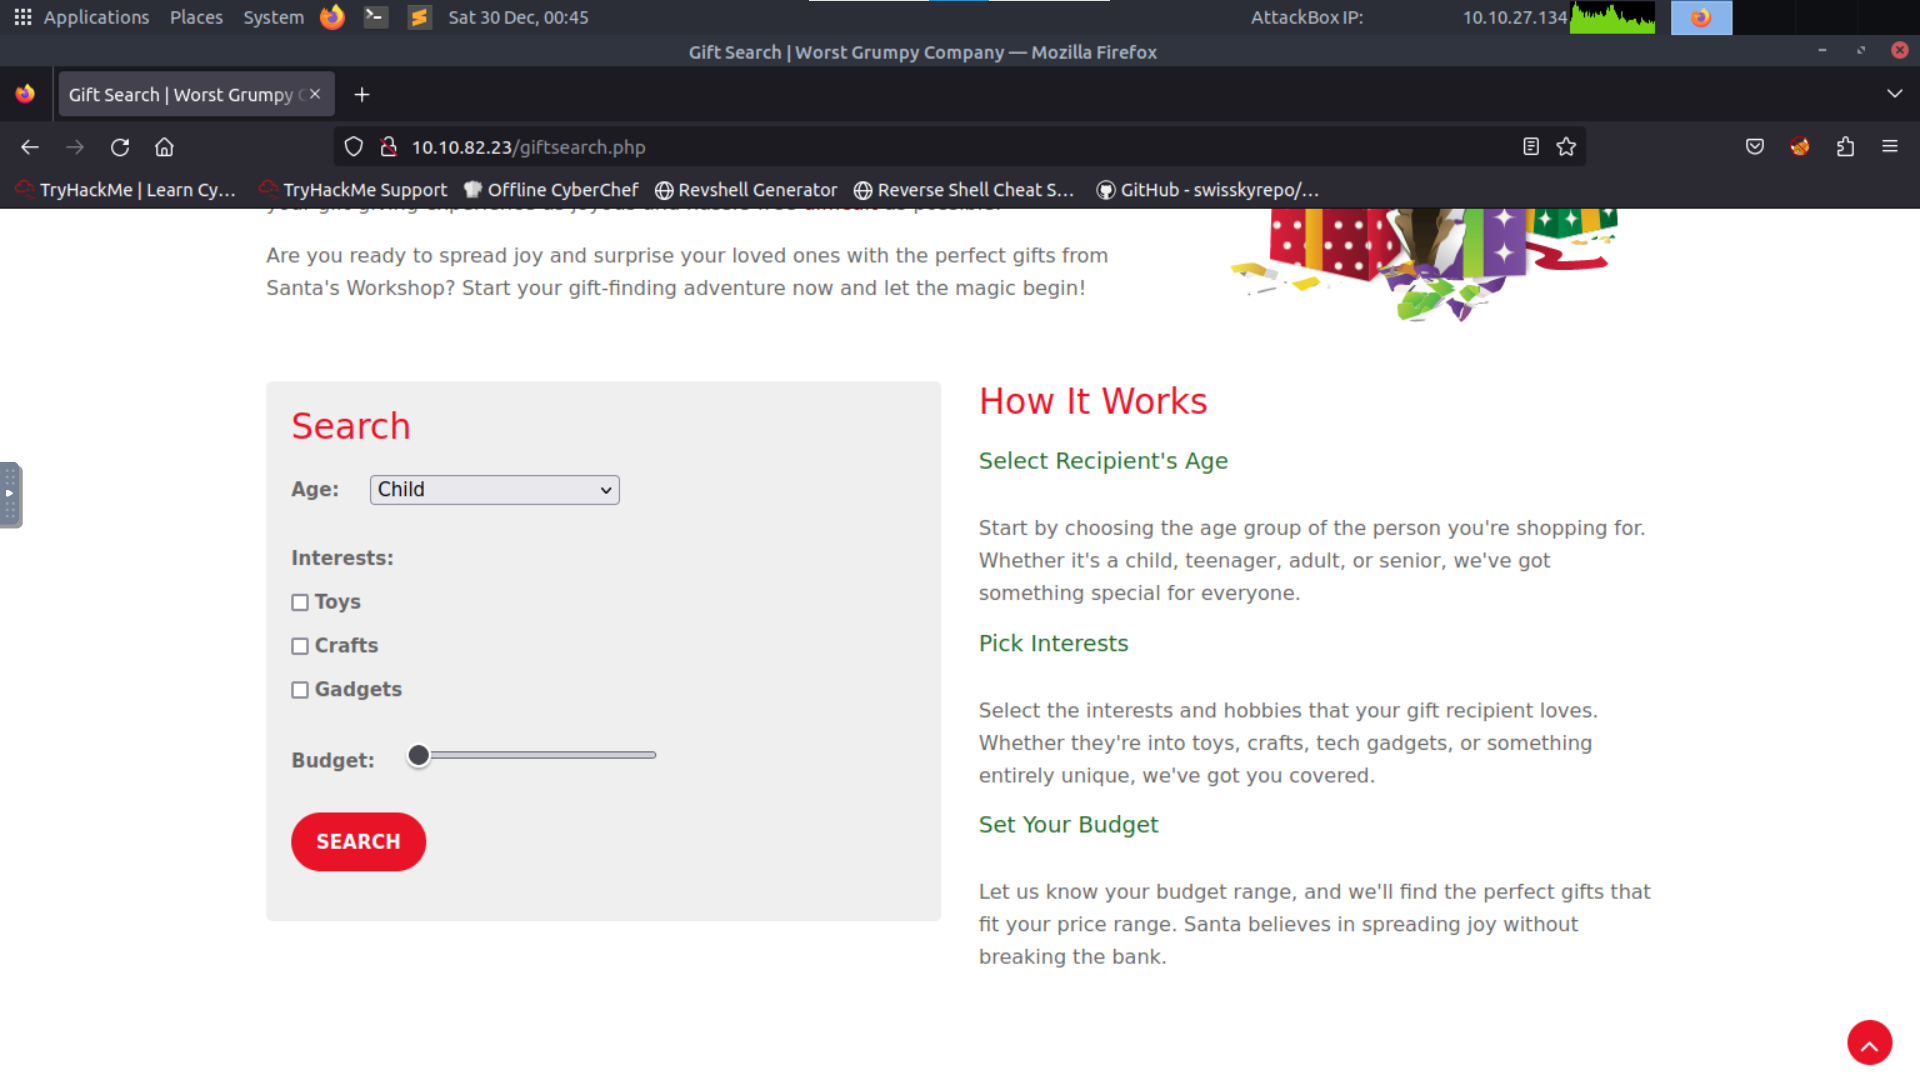 Applications Places System Sat 30 Dec, 00:45 AttackBox IP: 10.10.27.134
Gift Search | Worst Grumpy Company — Mozilla Firefox
Gift Search | Worst Grumpy
10.10.82.23/giftsearch.php
TryHackMe | Learn Cy... TryHackMe Support Offline CyberChef Revshell Generator Reverse Shell Cheat S... GitHub - swisskyrepo/...
Are you ready to spread joy and surprise your loved ones with the perfect gifts from
Santa's Workshop? Start your gift-finding adventure now and let the magic begin!
Search
Age: Child
Interests:
Toys
Crafts
Gadgets
Budget:
SEARCH
How It Works
Select Recipient's Age
Start by choosing the age group of the person you're shopping for.
Whether it's a child, teenager, adult, or senior, we've got
something special for everyone.
Pick Interests
Select the interests and hobbies that your gift recipient loves.
Whether they're into toys, crafts, tech gadgets, or something
entirely unique, we've got you covered.
Set Your Budget
Let us know your budget range, and we'll find the perfect gifts that
fit your price range. Santa believes in spreading joy without
breaking the bank.